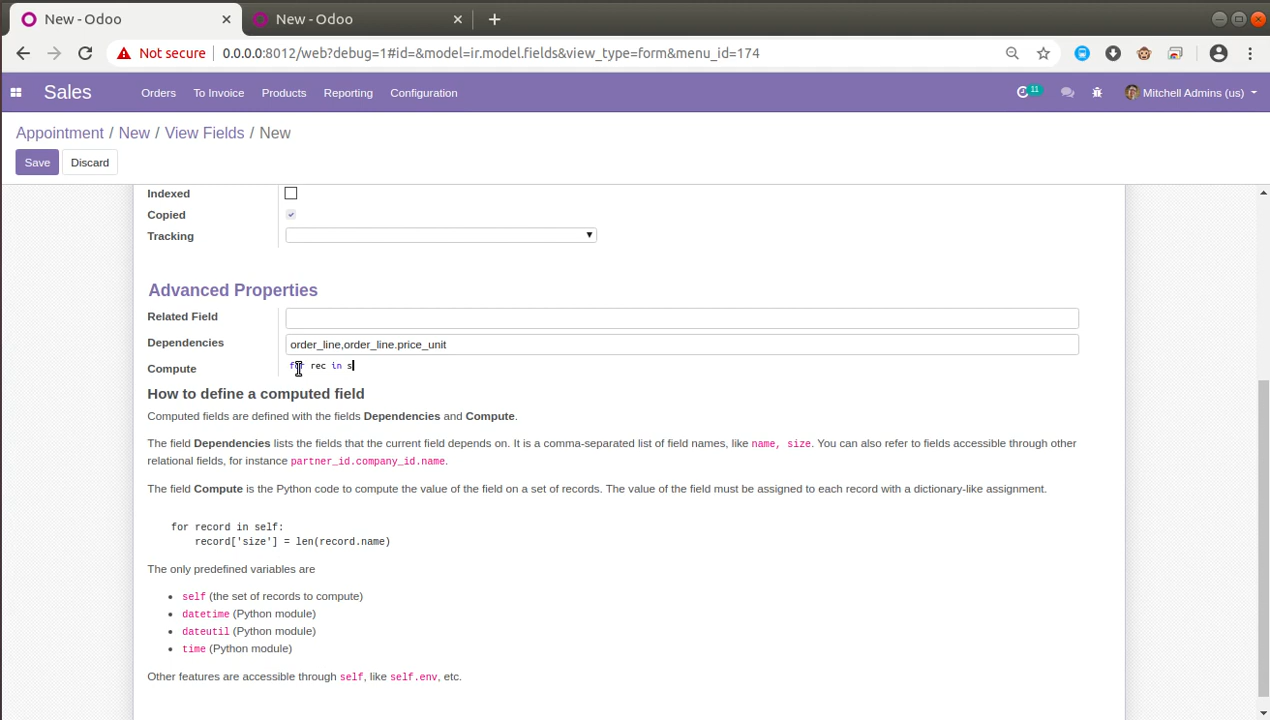 New - Odoo
New - Odoo
Not secure 0.0.0.0:8012/web?debug=1#id=&model=ir.model.fields&view_type=form&menu_id=174
Sales Orders To Invoice Products Reporting Configuration 11 Mitchell Admins (us)
Appointment / New / View Fields / New
Save Discard
Indexed
Copied
Tracking
Advanced Properties
Related Field
Dependencies order_line,order_line.price_unit
Compute for rec in s
How to define a computed field
Computed fields are defined with the fields Dependencies and Compute.
The field Dependencies lists the fields that the current field depends on. It is a comma-separated list of field names, like name, size. You can also refer to fields accessible through other
relational fields, for instance partner_id.company_id.name.
The field Compute is the Python code to compute the value of the field on a set of records. The value of the field must be assigned to each record with a dictionary-like assignment.
for record in self:
record['size'] = len(record.name)
The only predefined variables are
• self (the set of records to compute)
• datetime (Python module)
• dateutil (Python module)
• time (Python module)
Other features are accessible through self, like self.env, etc.